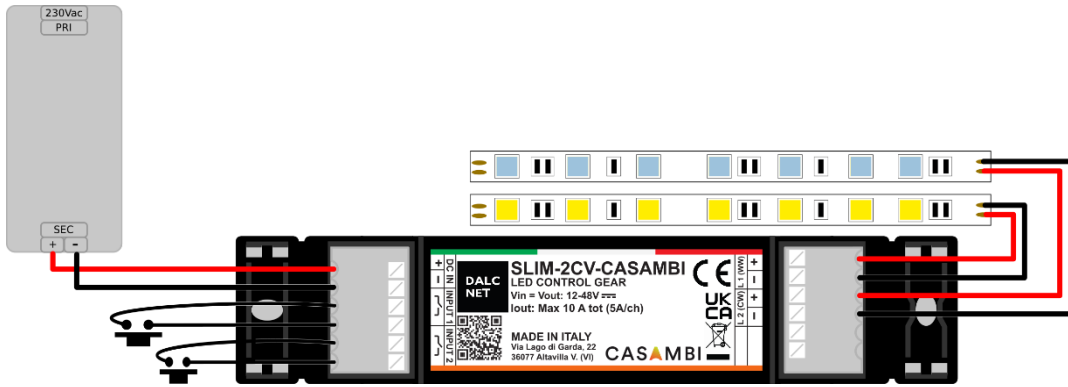 230Vac
PRI
SEC
+ −
DALC
NET
SLIM-2CV-CASAMBI
LED CONTROL GEAR
Vin = Vout: 12-48V ⎓
Iout: Max 10 A tot (5A/ch)
MADE IN ITALY
Via Lago di Garda, 22
36077 Altavilla V. (VI)
CASAMBI
CE
UK
CA
+ −
DC IN
INPUT 1
INPUT 2
+ −
L 1 (WW)
+ −
L 2 (CW)